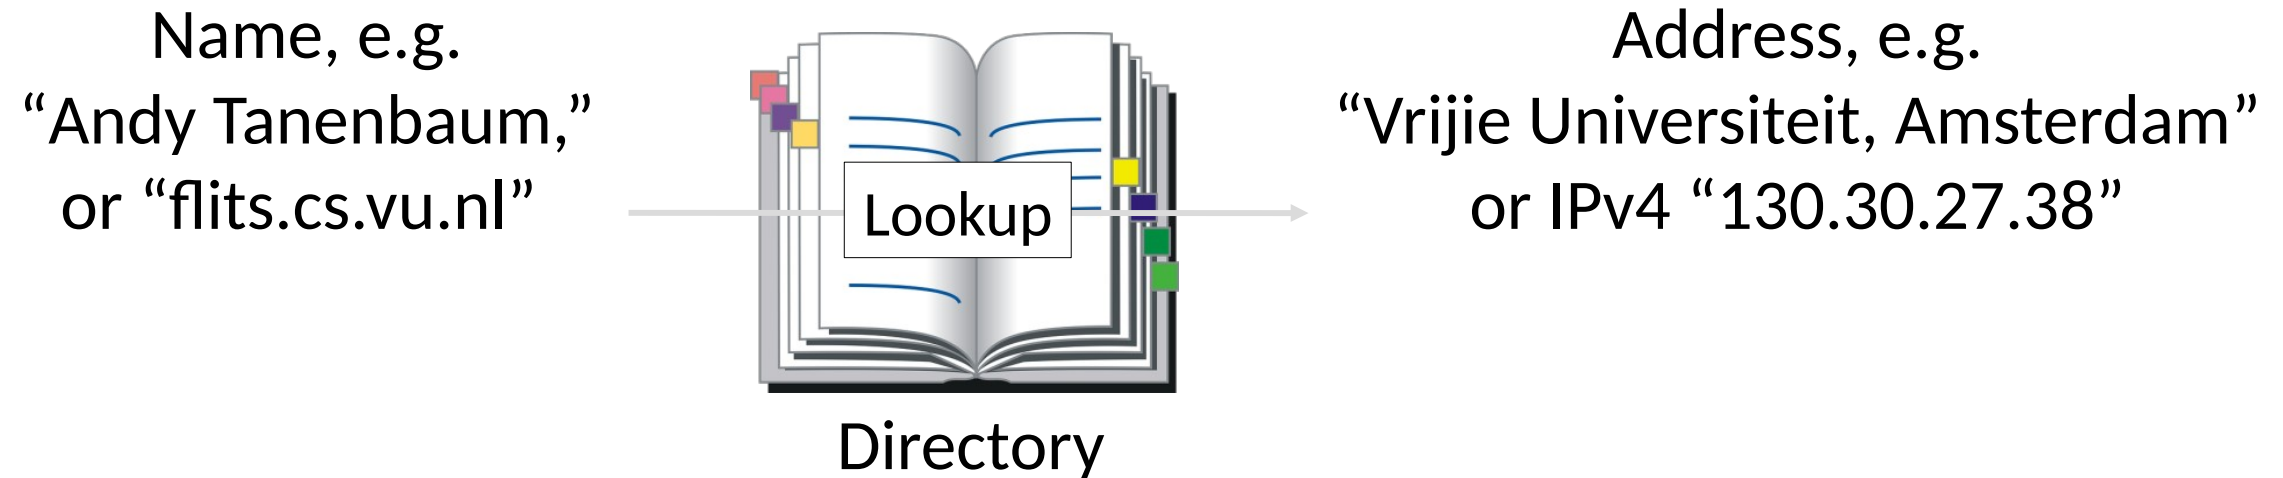 Name, e.g.
“Andy Tanenbaum,”
or “flits.cs.vu.nl”
Lookup
Directory
Address, e.g.
“Vrijie Universiteit, Amsterdam”
or IPv4 “130.30.27.38”